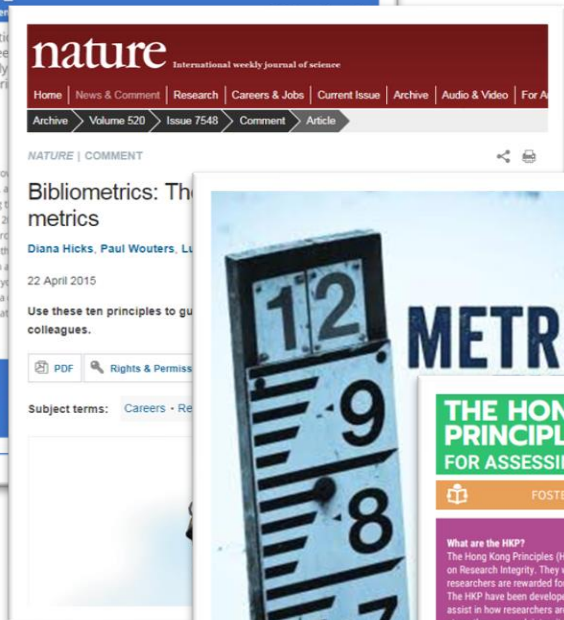 nature International weekly journal of science
Home News & Comment Research Careers & Jobs Current Issue Archive Audio & Video For
Archive Volume 520 Issue 7548 Comment Article
NATURE | COMMENT
Bibliometrics:
metrics
Diana Hicks, Paul Wouters,
22 April 2015
Use these ten principles to
colleagues.
PDF Rights &
Subject terms: Careers •
12
9
8
7
METR
THE HON
PRINCIPL
FOR ASSESSI
FOSTE
What are the HKP?
The Hong Kong Principles
on Research Integrity. They
researchers are rewarded for
The HKP have been develope
assist in how researchers